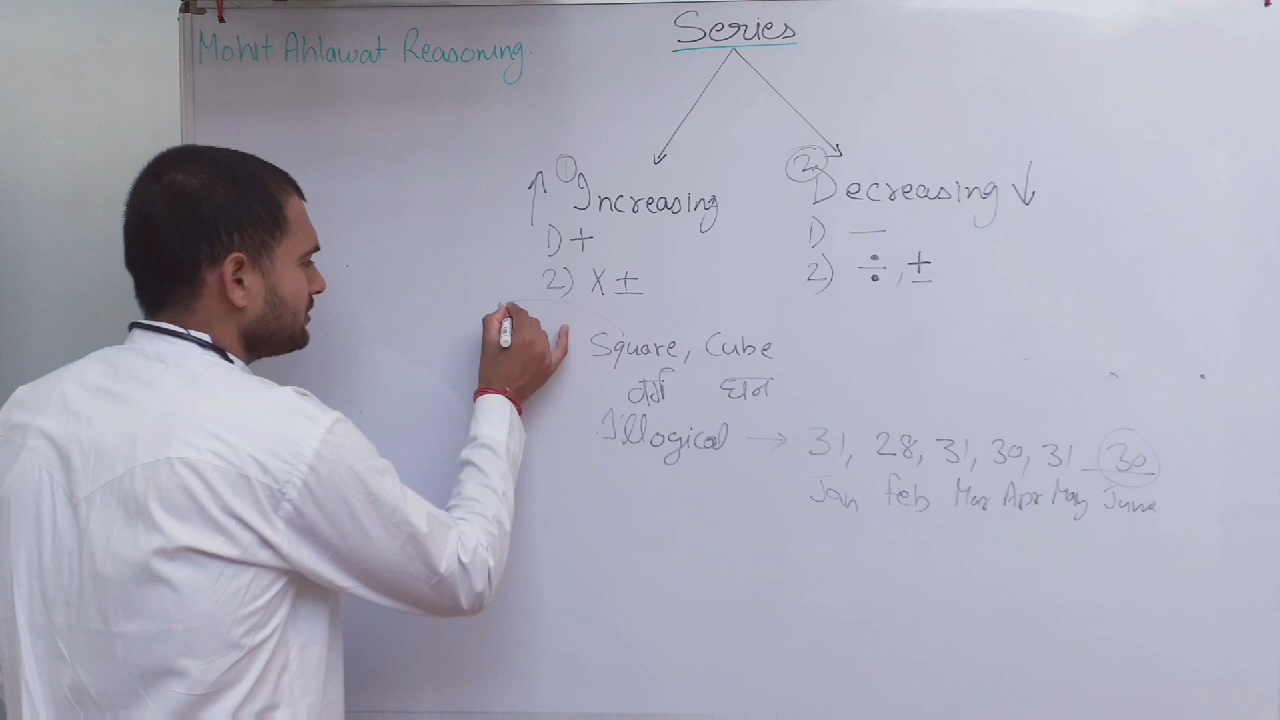 Mohit Ahlawat Reasoning.
Series
↑ ① Increasing
1) +
2) × ±
② Decreasing ↓
1) −
2) ÷, ±
Square, Cube
वर्ग घन
Illogical → 31, 28, 31, 30, 31 30
Jan Feb Mar Apr May June